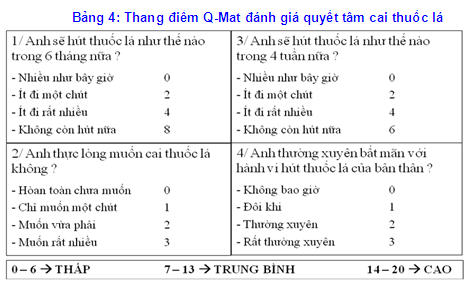 Bảng 4: Thang điểm Q-Mat đánh giá quyết tâm cai thuốc lá
1/ Anh sẽ hút thuốc lá như thế nào
trong 6 tháng nữa ?
- Nhiều như bây giờ 0
- Ít đi một chút 2
- Ít đi rất nhiều 4
- Không còn hút nữa 8
2/ Anh thực lòng muốn cai thuốc lá
không ?
- Hòan toàn chưa muốn 0
- Chỉ muốn một chút 1
- Muốn vừa phải 2
- Muốn rất nhiều 3
3/ Anh sẽ hút thuốc lá như thế nào
trong 4 tuần nữa ?
- Nhiều như bây giờ 0
- Ít đi một chút 2
- Ít đi rất nhiều 4
- Không còn hút nữa 6
4/ Anh thường xuyên bất mãn với
hành vi hút thuốc lá của bản thân ?
- Không bao giờ 0
- Đôi khi 1
- Thường xuyên 2
- Rất thường xuyên 3
0 – 6 → THẤP 7 – 13 → TRUNG BÌNH 14 – 20 → CAO